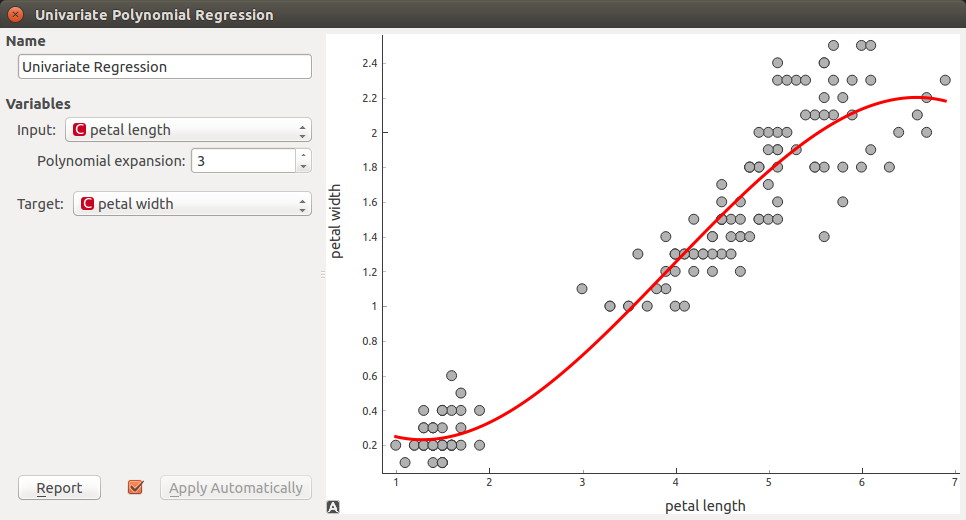 Univariate Polynomial Regression
Name
Univariate Regression
Variables
Input: C petal length
Polynomial expansion: 3
Target: C petal width
Report
Apply Automatically
petal width
2.4
2.2
2
1.8
1.6
1.4
1.2
1
0.8
0.6
0.4
0.2
1 2 3 4 5 6 7
petal length
A